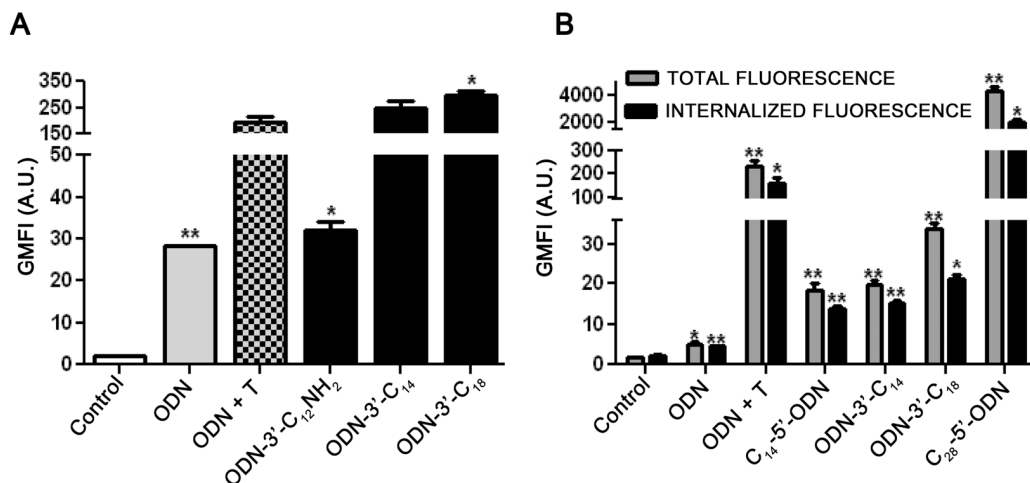 A
GMFI (A.U.)
350
250
150
50
40
30
20
10
0
**
*
*
Control
ODN
ODN + T
ODN-3'-C₁₂NH₂
ODN-3'-C₁₄
ODN-3'-C₁₈
B
TOTAL FLUORESCENCE
INTERNALIZED FLUORESCENCE
GMFI (A.U.)
4000
2000
300
200
100
30
20
10
0
* **
** *
** **
** **
** *
** *
Control
ODN
ODN + T
C₁₄-5'-ODN
ODN-3'-C₁₄
ODN-3'-C₁₈
C₂₈-5'-ODN